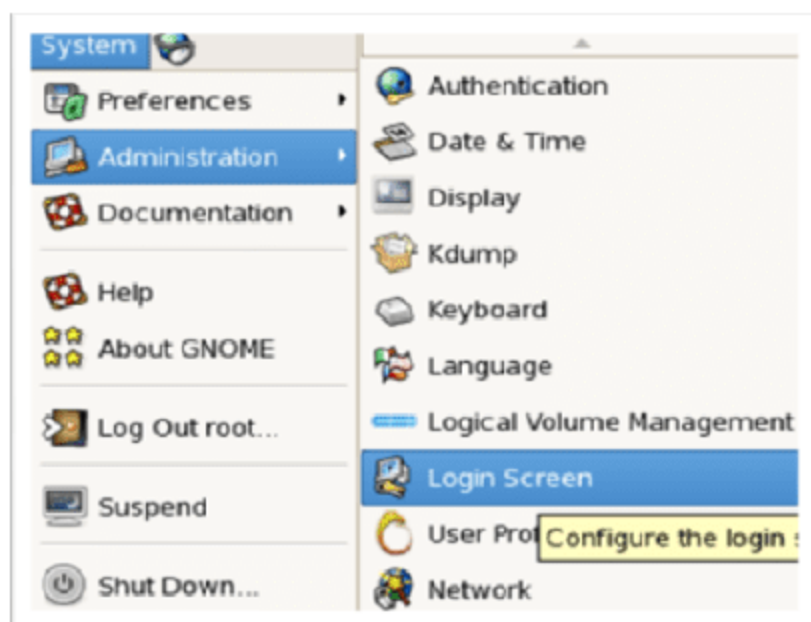 System
Preferences
Administration
Documentation
Help
About GNOME
Log Out root...
Suspend
Shut Down...
Authentication
Date & Time
Display
Kdump
Keyboard
Language
Logical Volume Management
Login Screen
User Prof
Configure the login
Network